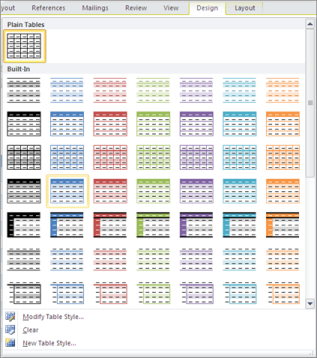 yout References Mailings Review View Design Layout
Plain Tables
Built-In
Modify Table Style...
Clear
New Table Style...